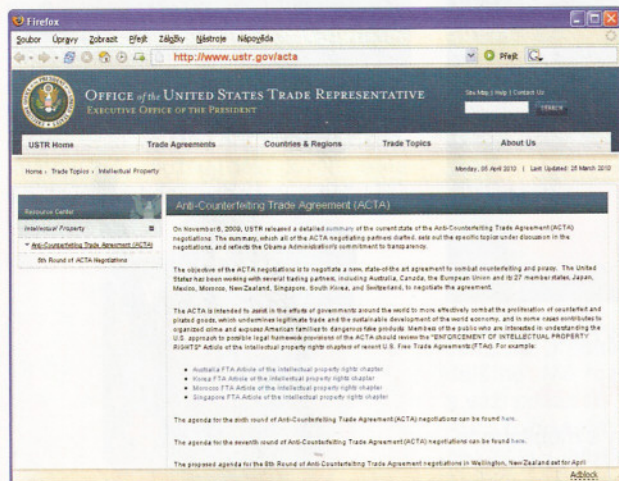 Firefox
Soubor Úpravy Zobrazit Přejít Záložky Nástroje Nápověda
http://www.ustr.gov/acta Přejít
OFFICE of the UNITED STATES TRADE REPRESENTATIVE
EXECUTIVE OFFICE OF THE PRESIDENT
Site Map | Help | Contact Us
SEARCH
USTR Home Trade Agreements Countries & Regions Trade Topics About Us
Home › Trade Topics › Intellectual Property
Monday, 05 April 2010 | Last Updated: 25 March 2010
Resource Center
Intellectual Property
Anti-Counterfeiting Trade Agreement (ACTA)
8th Round of ACTA Negotiations
Anti-Counterfeiting Trade Agreement (ACTA)
On November 6, 2009, USTR released a detailed summary of the current state of the Anti-Counterfeiting Trade Agreement (ACTA)
negotiations. The summary, which all of the ACTA negotiating partners drafted, sets out the specific topics under discussion in the
negotiations, and reflects the Obama Administration's commitment to transparency.
The objective of the ACTA negotiations is to negotiate a new, state-of-the art agreement to combat counterfeiting and piracy. The United
States has been working with several trading partners, including Australia, Canada, the European Union and its 27 member states, Japan,
Mexico, Morocco, New Zealand, Singapore, South Korea, and Switzerland, to negotiate the agreement.
The ACTA is intended to assist in the efforts of governments around the world to more effectively combat the proliferation of counterfeit and
pirated goods, which undermines legitimate trade and the sustainable development of the world economy, and in some cases contributes to
organized crime and exposes American families to dangerous fake products. Members of the public who are interested in understanding the
U.S. approach to possible legal framework provisions of the ACTA should review the "ENFORCEMENT OF INTELLECTUAL PROPERTY
RIGHTS" Article of the intellectual property rights chapters of recent U.S. Free Trade Agreements (FTAs). For example:
Australia FTA Article of the intellectual property rights chapter
Korea FTA Article of the intellectual property rights chapter
Morocco FTA Article of the intellectual property rights chapter
Singapore FTA Article of the intellectual property rights chapter
The agenda for the sixth round of Anti-Counterfeiting Trade Agreement (ACTA) negotiations can be found here.
The agenda for the seventh round of Anti-Counterfeiting Trade Agreement (ACTA) negotiations can be found here.
The proposed agenda for the 8th Round of Anti-Counterfeiting Trade Agreement negotiations in Wellington, New Zealand set for April
Adblock